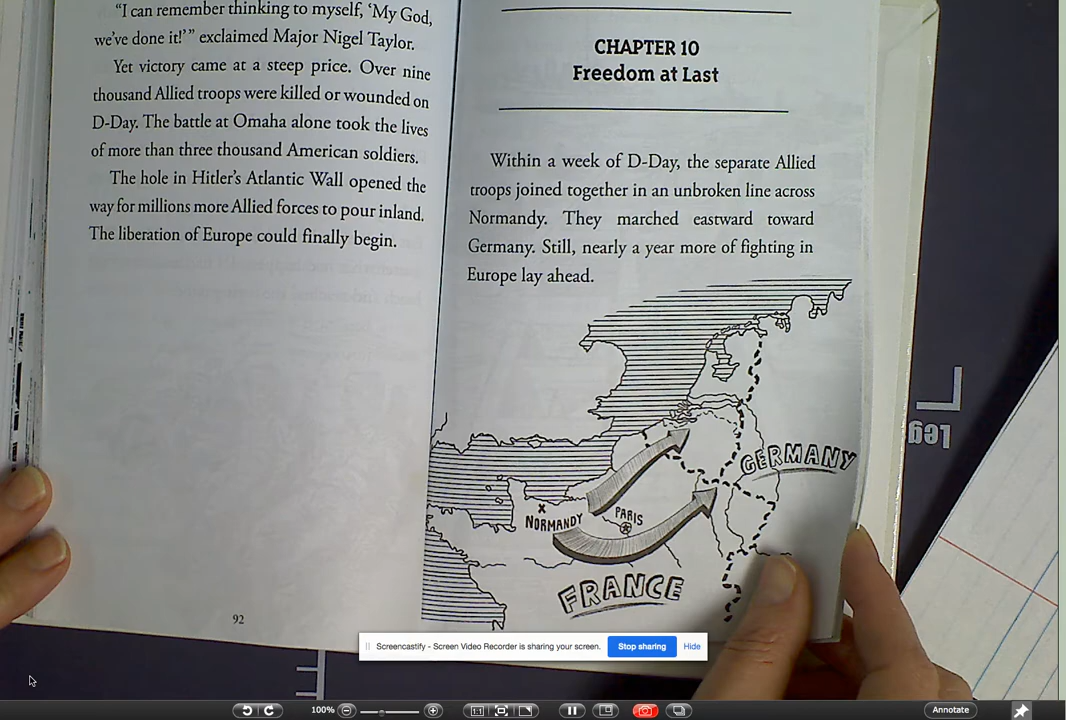 “I can remember thinking to myself, ‘My God,
we’ve done it!’” exclaimed Major Nigel Taylor.
Yet victory came at a steep price. Over nine
thousand Allied troops were killed or wounded on
D-Day. The battle at Omaha alone took the lives
of more than three thousand American soldiers.
The hole in Hitler’s Atlantic Wall opened the
way for millions more Allied forces to pour inland.
The liberation of Europe could finally begin.
92
CHAPTER 10
Freedom at Last
Within a week of D-Day, the separate Allied
troops joined together in an unbroken line across
Normandy. They marched eastward toward
Germany. Still, nearly a year more of fighting in
Europe lay ahead.
GERMANY
X
NORMANDY
PARIS
FRANCE
Screencastify - Screen Video Recorder is sharing your screen.
Stop sharing
Hide
100%
1:1
Annotate